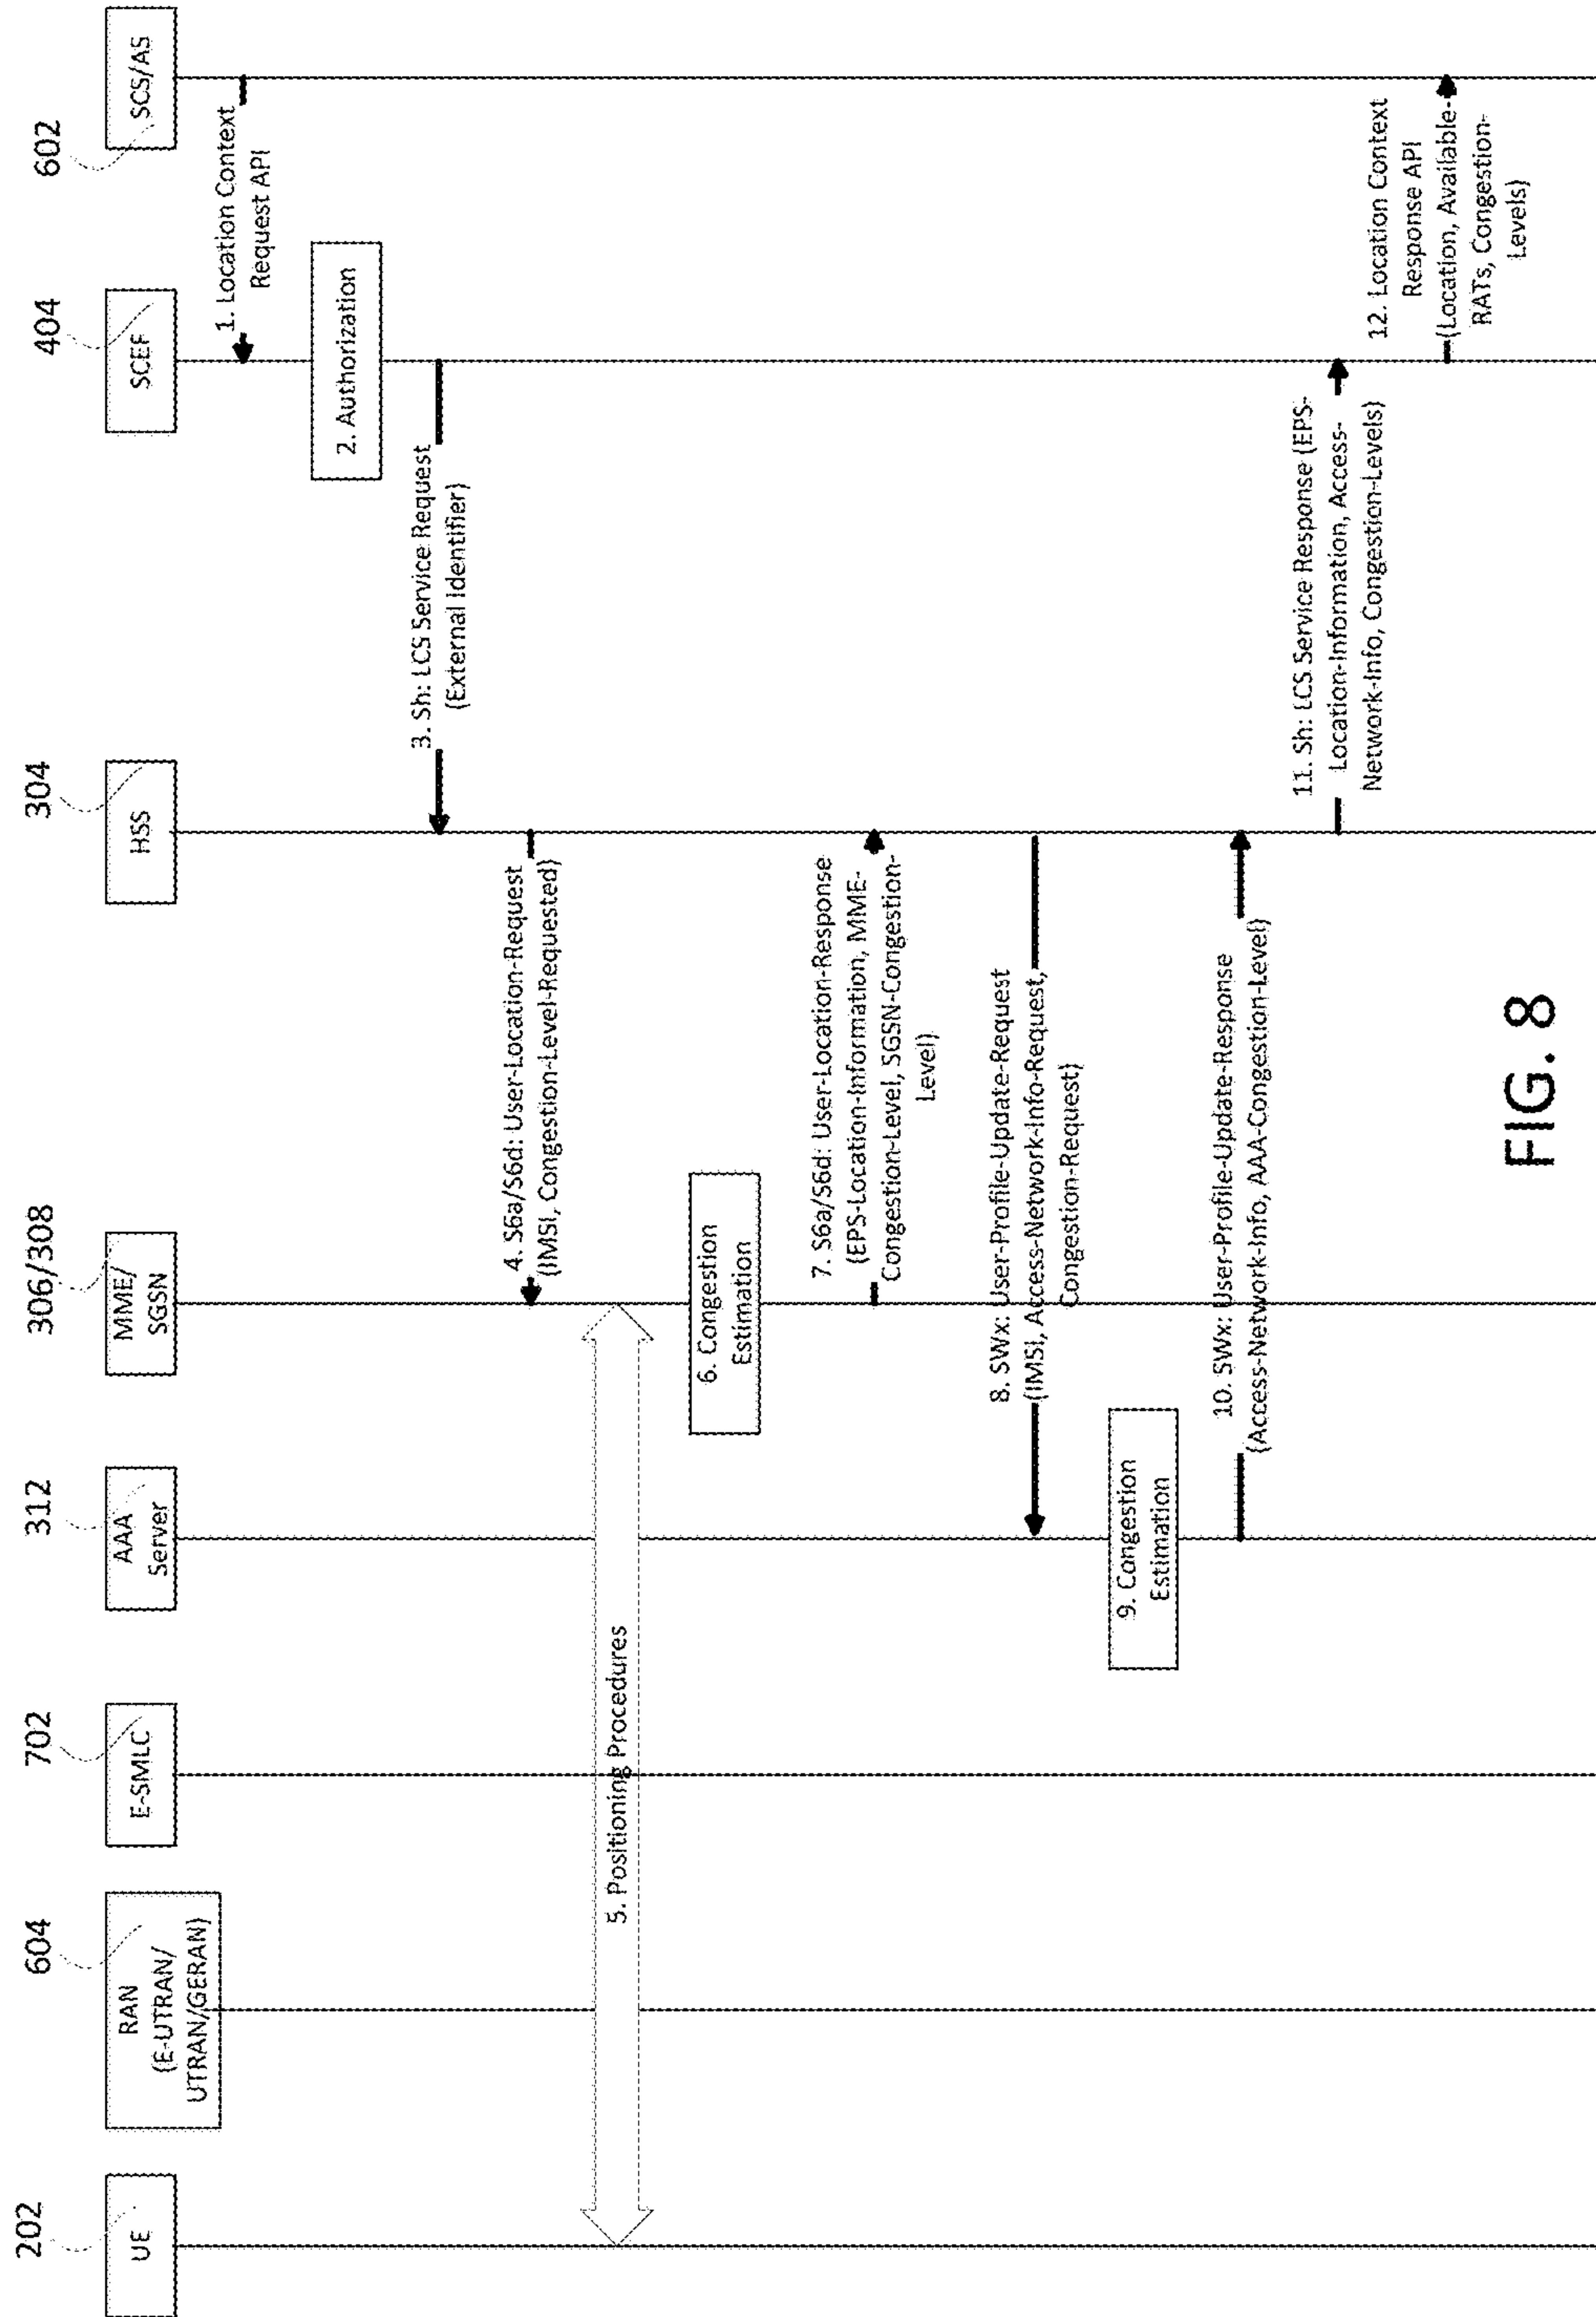 202
604
702
312
306/308
304
404
602
UE
RAN
(E-UTRAN/
UTRAN/GERAN)
E-SMLC
AAA
Server
MME/
SGSN
HSS
SCEF
SCS/AS
1. Location Context
Request API
2. Authorization
3. Sh: LCS Service Request
(External Identifier)
4. S6a/S6d: User-Location-Request
(IMSI, Congestion-Level-Requested)
5. Positioning Procedures
6. Congestion
Estimation
7. S6a/S6d: User-Location-Response
(EPS-Location-Information, MME-
Congestion-Level, SGSN-Congestion-
Level)
8. SWx: User-Profile-Update-Request
(IMSI, Access-Network-Info-Request,
Congestion-Request)
9. Congestion
Estimation
10. SWx: User-Profile-Update-Response
(Access-Network-Info, AAA-Congestion-Level)
11. Sh: LCS Service Response (EPS-
Location-Information, Access-
Network-Info, Congestion-Levels)
12. Location Context
Response API
(Location, Available-
RATs, Congestion-
Levels)
FIG. 8